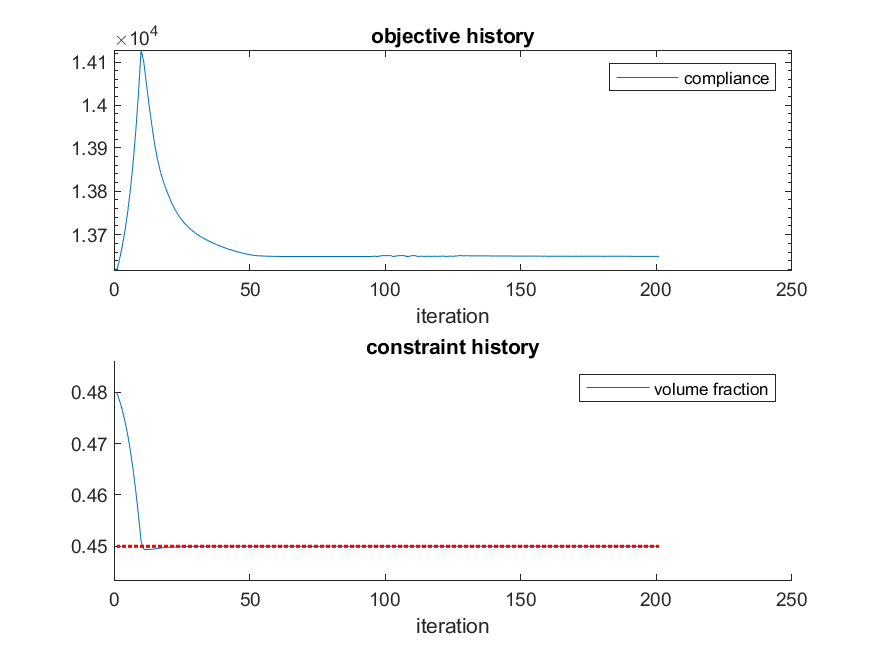 ×10^4
objective history
1.41
1.4
1.39
1.38
1.37
compliance
0 50 100 150 200 250
iteration
constraint history
0.48
0.47
0.46
0.45
volume fraction
0 50 100 150 200 250
iteration